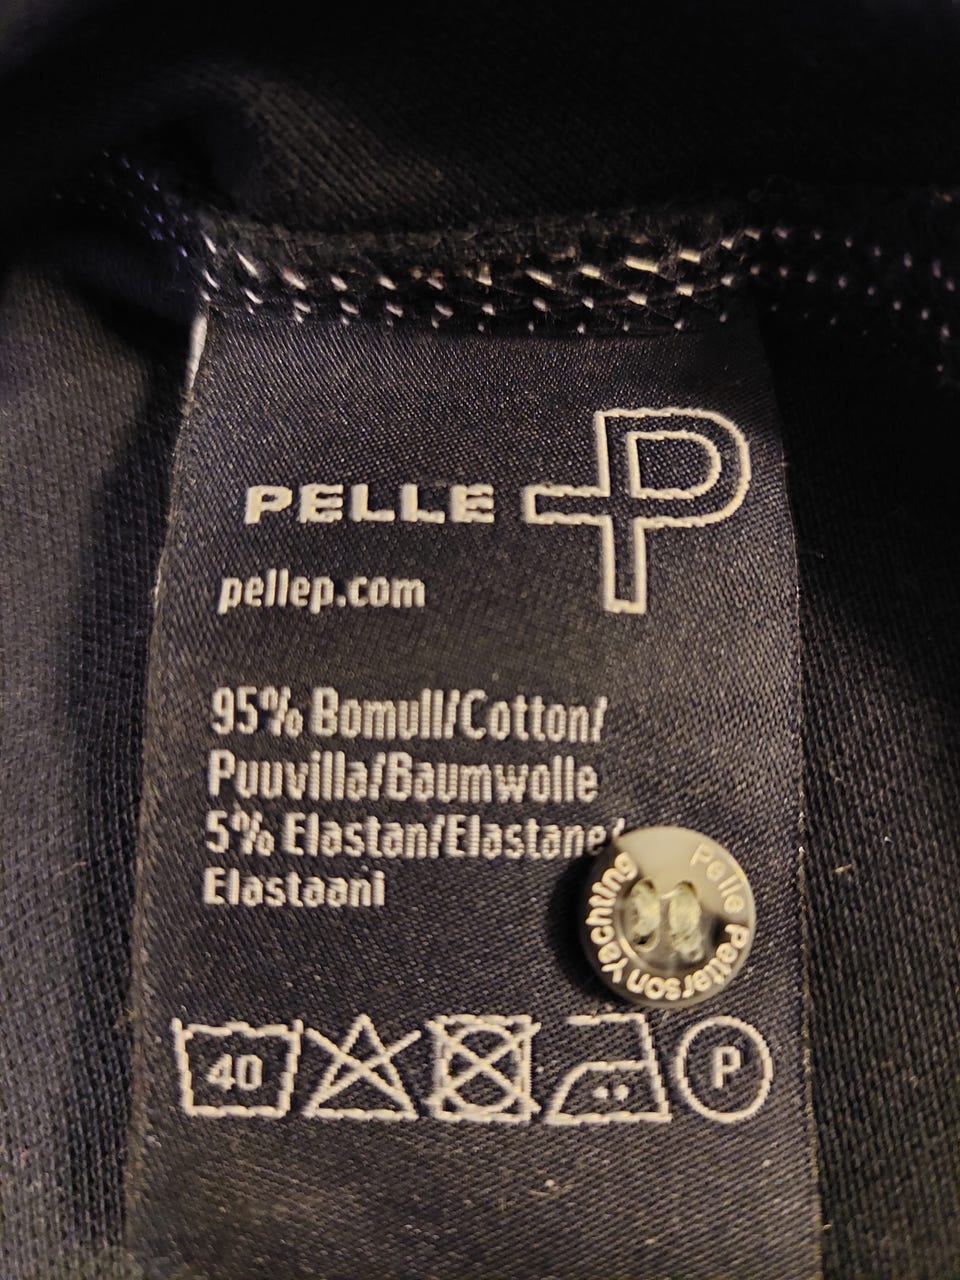 PELLE P
pellep.com
95% Bomull/Cotton/
Puuvilla/Baumwolle
5% Elastan/Elastane/
Elastaani
Pelle Petterson Yachting
40
P